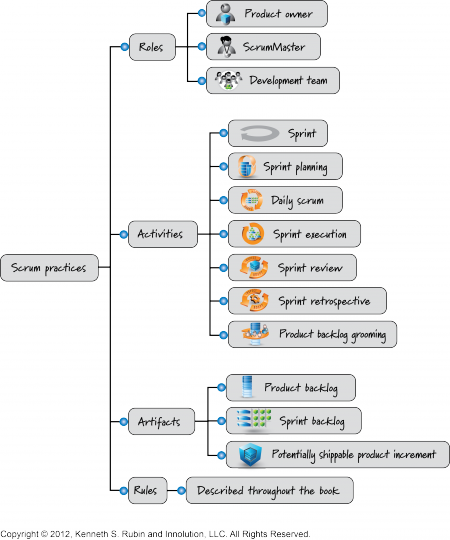 Product owner
Roles
ScrumMaster
Development team
Sprint
Sprint planning
Daily scrum
Activities
Sprint execution
Scrum practices
Sprint review
Sprint retrospective
Product backlog grooming
Product backlog
Artifacts
Sprint backlog
Potentially shippable product increment
Rules
Described throughout the book
Copyright © 2012, Kenneth S. Rubin and Innolution, LLC. All Rights Reserved.